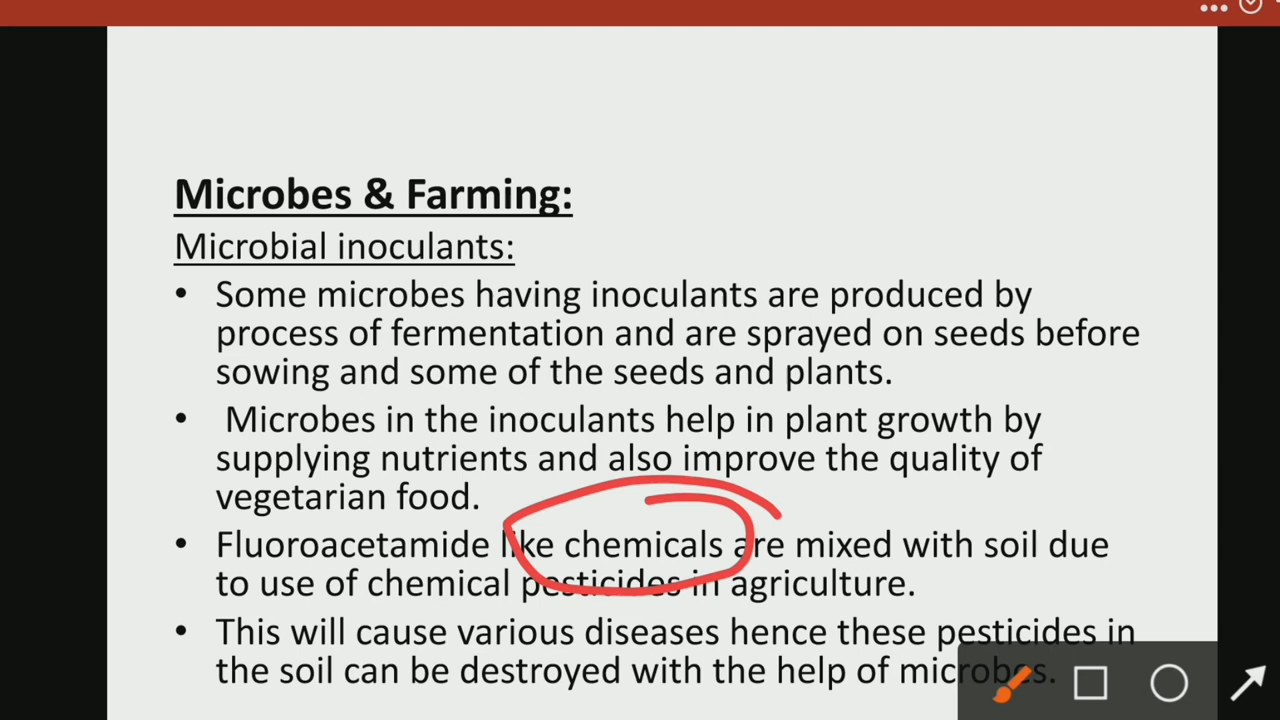 Microbes & Farming:
Microbial inoculants:
• Some microbes having inoculants are produced by
process of fermentation and are sprayed on seeds before
sowing and some of the seeds and plants.
• Microbes in the inoculants help in plant growth by
supplying nutrients and also improve the quality of
vegetarian food.
• Fluoroacetamide like chemicals are mixed with soil due
to use of chemical pesticides in agriculture.
• This will cause various diseases hence these pesticides in
the soil can be destroyed with the help of microbes.